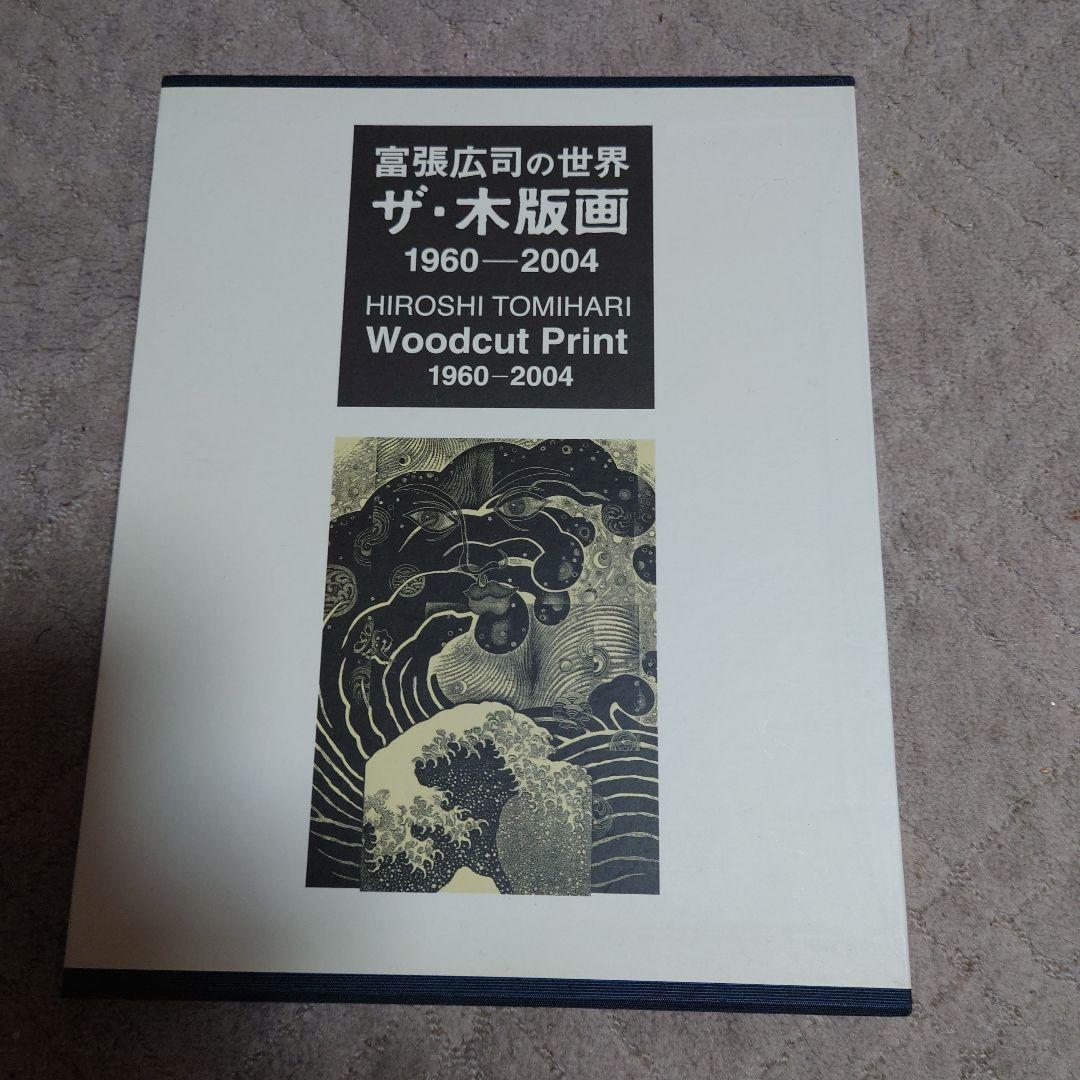 富張広司の世界
ザ・木版画
1960—2004
HIROSHI TOMIHARI
Woodcut Print
1960–2004